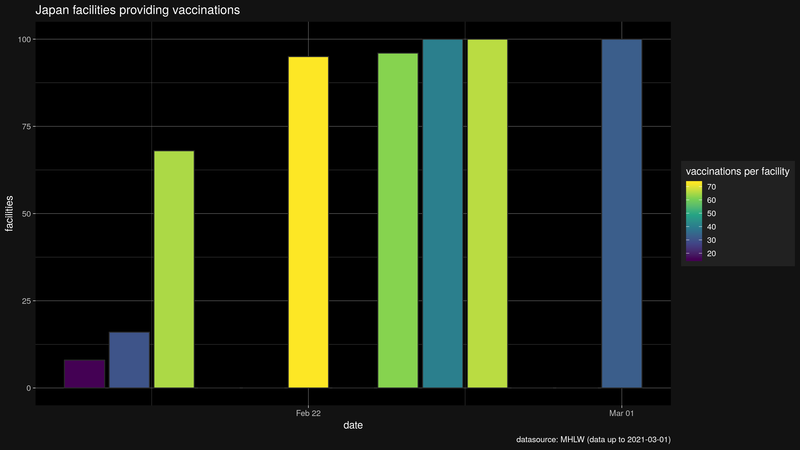 Japan facilities providing vaccinations
100
75
50
25
0
facilities
Feb 22
Mar 01
date
vaccinations per facility
70
60
50
40
30
20
datasource: MHLW (data up to 2021-03-01)